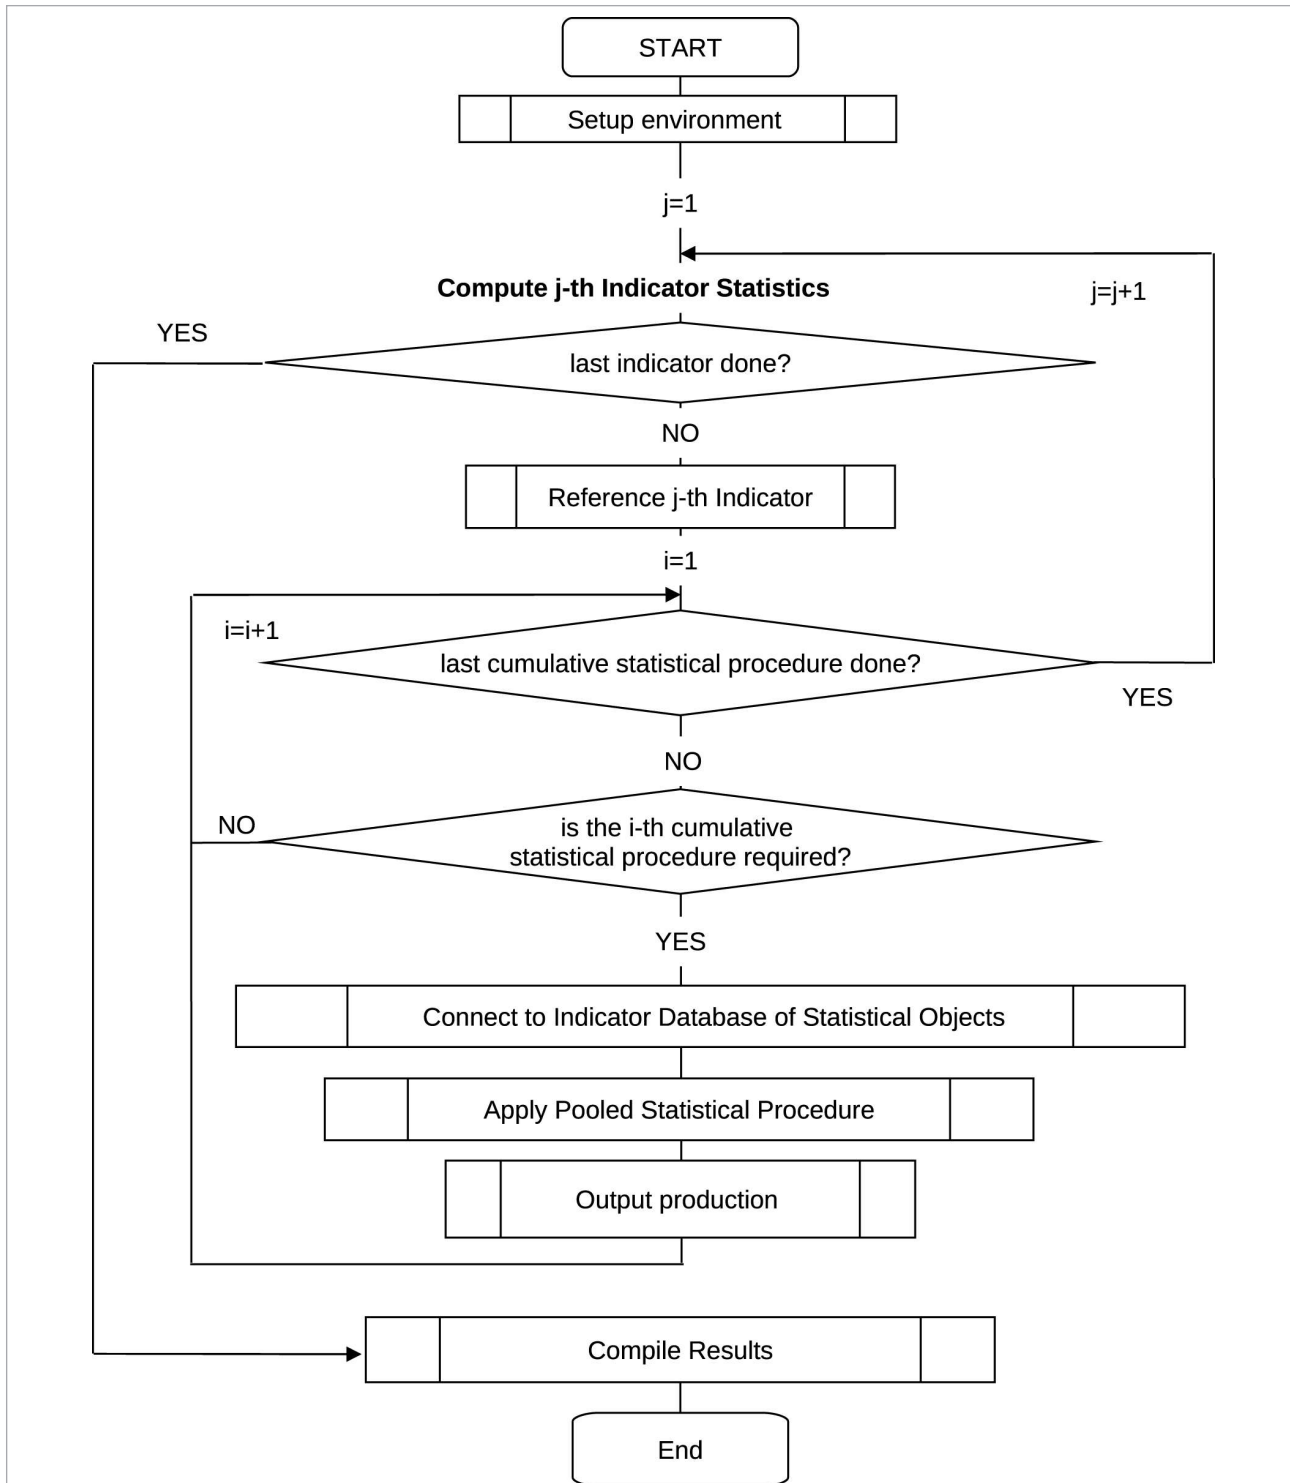 START
Setup environment
j=1
Compute j-th Indicator Statistics
j=j+1
YES
last indicator done?
NO
Reference j-th Indicator
i=1
i=i+1
last cumulative statistical procedure done?
YES
NO
NO
is the i-th cumulative
statistical procedure required?
YES
Connect to Indicator Database of Statistical Objects
Apply Pooled Statistical Procedure
Output production
Compile Results
End